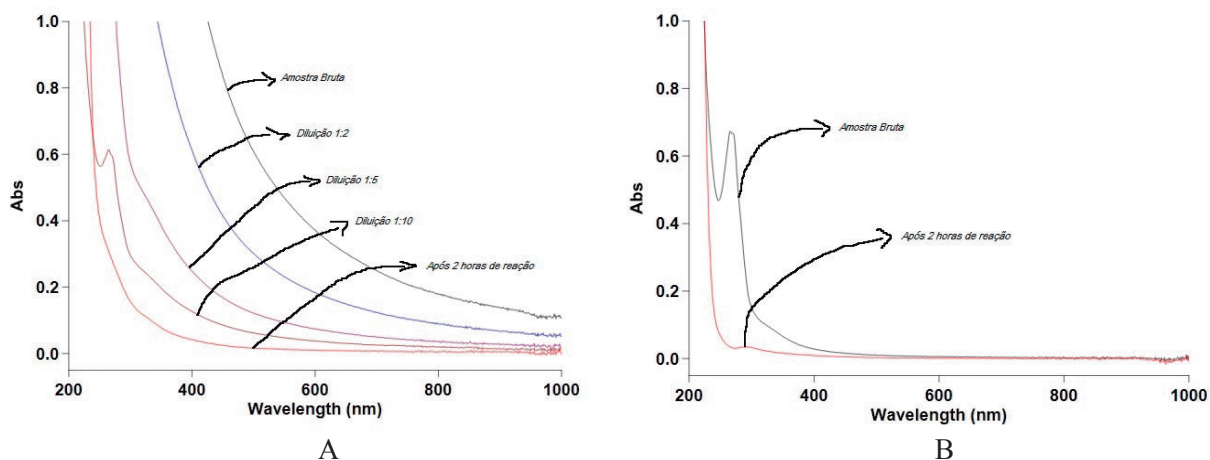 1.0
0.8
0.6
0.4
0.2
0.0
Abs
200
400
600
800
1000
Wavelength (nm)
Amostra Bruta
Diluição 1:2
Diluição 1:5
Diluição 1:10
Após 2 horas de reação
A
1.0
0.8
0.6
0.4
0.2
0.0
Abs
200
400
600
800
1000
Wavelength (nm)
Amostra Bruta
Após 2 horas de reação
B